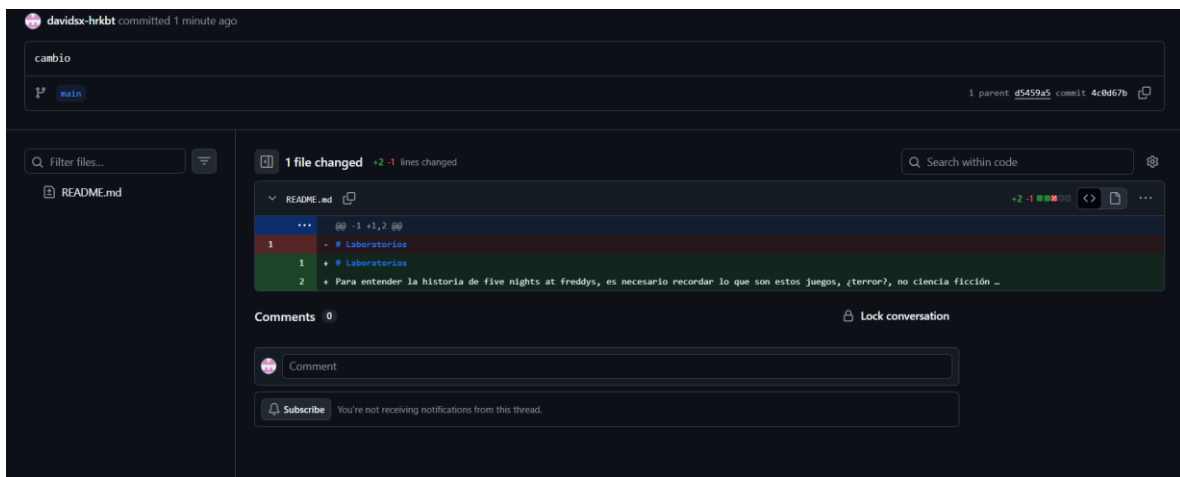 davidsx-hrkbt committed 1 minute ago
cambio
main
1 parent d5459a5 commit 4c0d67b
Filter files...
1 file changed +2 -1 lines changed
Search within code
README.md
README.md
+2 -1
@@ -1 +1,2 @@
1 - # Laboratorios
1 + # Laboratorios
2 + Para entender la historia de five nights at freddys, es necesario recordar lo que son estos juegos, ¿terror?, no ciencia ficción …
Comments 0
Lock conversation
Comment
Subscribe You're not receiving notifications from this thread.